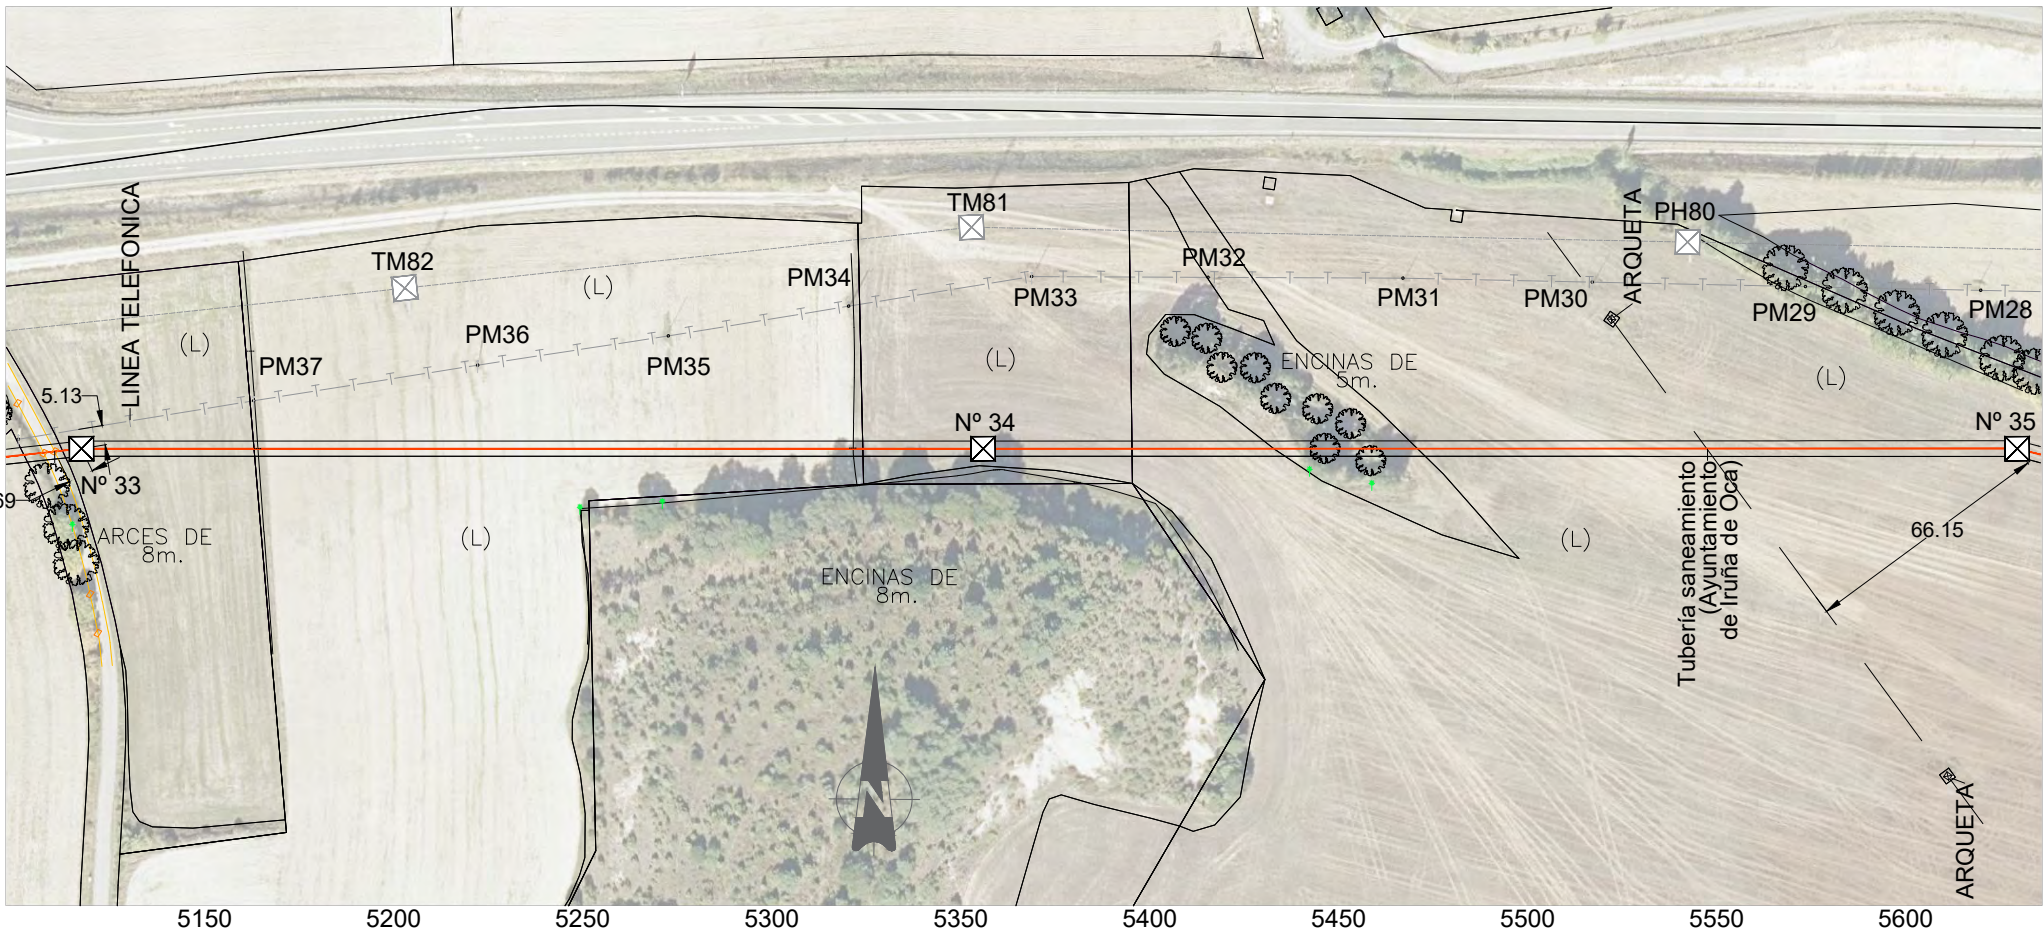 LINEA TELEFONICA
TM81
ARQUETA
PH80
TM82
PM32
PM34
(L)
PM33
PM31
PM30
PM29
PM28
PM36
(L)
PM37
PM35
(L)
ENCINAS DE
5m.
(L)
5.13
Nº 34
Nº 35
Nº 33
69
ARCES DE
8m.
(L)
(L)
Tubería saneamiento
(Ayuntamiento
de Iruña de Oca)
66.15
ENCINAS DE
8m.
N
ARQUETA
5150 5200 5250 5300 5350 5400 5450 5500 5550 5600